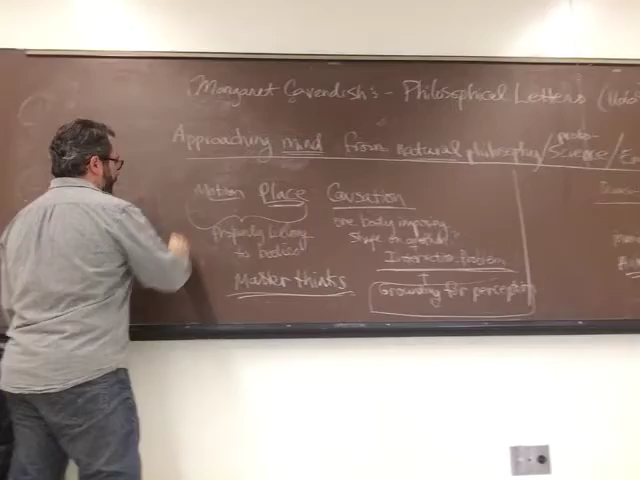 Margaret Cavendish's - Philosophical Letters
Approaching mind from natural philosophy/proto-Science/
Motion Place Causation
Properly belong
to bodies
one body imposing
shape on
Interaction Problem
Matter thinks
Grounding for perception